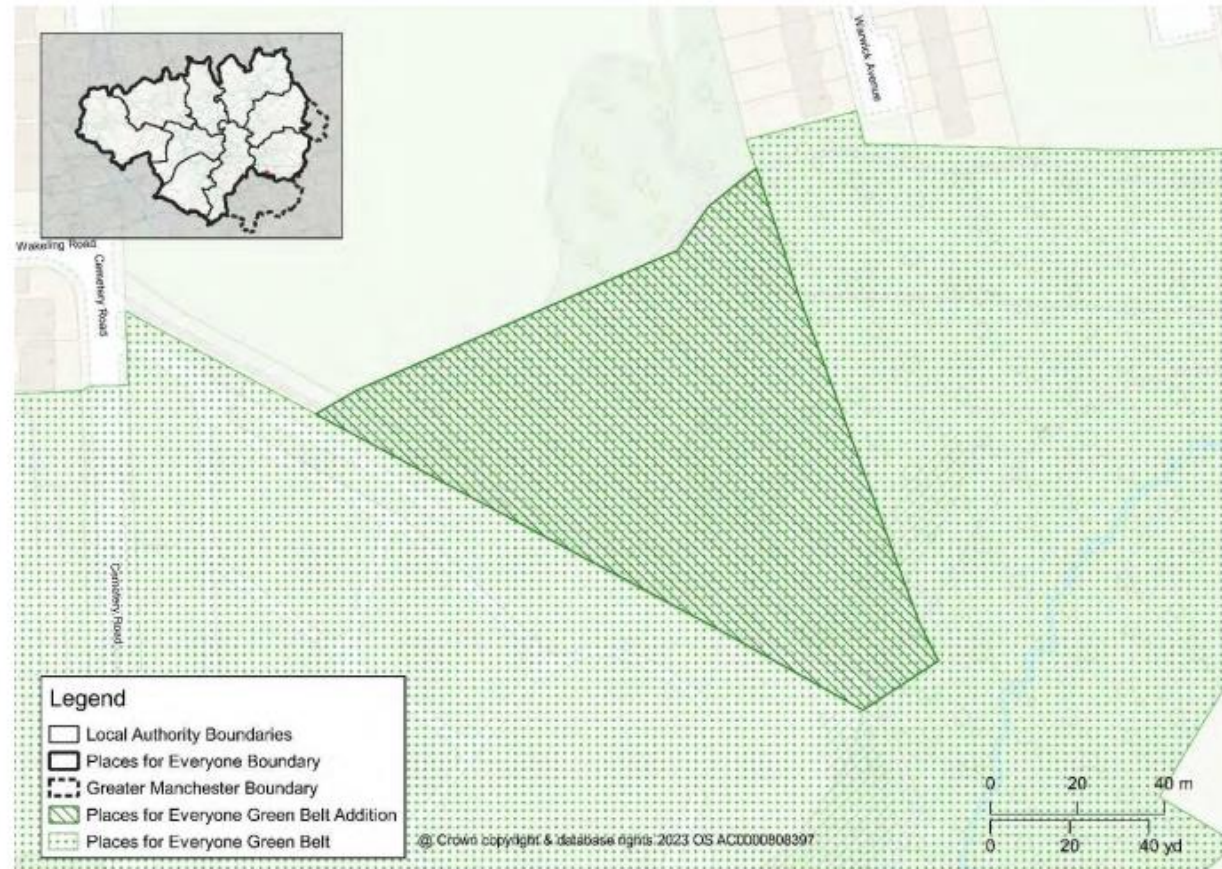 Warwick Avenue
Wakeling Road
Cemetery Road
Cemetery Road
Legend
Local Authority Boundaries
Places for Everyone Boundary
Greater Manchester Boundary
Places for Everyone Green Belt Addition
Places for Everyone Green Belt
@ Crown copyright & database rights 2023 OS AC0000808397
0 20 40 m
0 20 40 yd